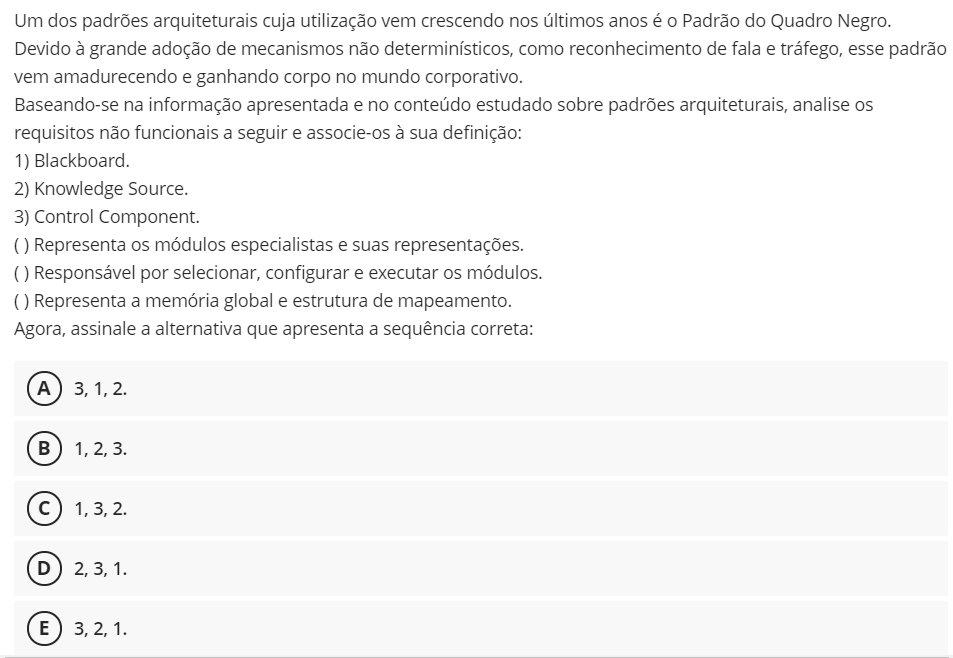 Um dos padrões arquiteturais cuja utilização vem crescendo nos últimos anos é o Padrão do Quadro Negro.
Devido à grande adoção de mecanismos não determinísticos, como reconhecimento de fala e tráfego, esse padrão
vem amadurecendo e ganhando corpo no mundo corporativo.
Baseando-se na informação apresentada e no conteúdo estudado sobre padrões arquiteturais, analise os
requisitos não funcionais a seguir e associe-os à sua definição:
1) Blackboard.
2) Knowledge Source.
3) Control Component.
( ) Representa os módulos especialistas e suas representações.
( ) Responsável por selecionar, configurar e executar os módulos.
( ) Representa a memória global e estrutura de mapeamento.
Agora, assinale a alternativa que apresenta a sequência correta:
A 3, 1, 2.
B 1, 2, 3.
C 1, 3, 2.
D 2, 3, 1.
E 3, 2, 1.